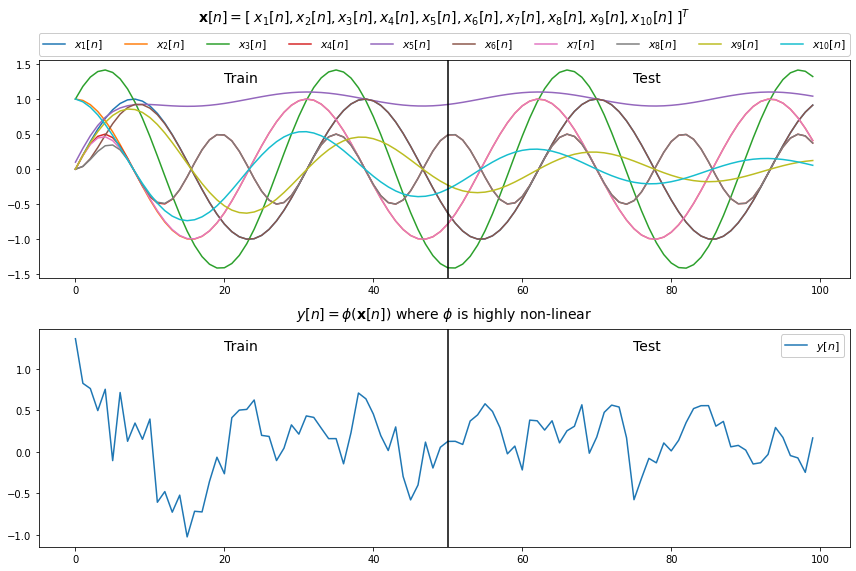 𝐱[n] = [ x₁[n], x₂[n], x₃[n], x₄[n], x₅[n], x₆[n], x₇[n], x₈[n], x₉[n], x₁₀[n] ]ᵀ
x₁[n] x₂[n] x₃[n] x₄[n] x₅[n] x₆[n] x₇[n] x₈[n] x₉[n] x₁₀[n]
Train Test
1.5
1.0
0.5
0.0
−0.5
−1.0
−1.5
0 20 40 60 80 100
y[n] = ϕ(𝐱[n]) where ϕ is highly non-linear
Train Test y[n]
1.0
0.5
0.0
−0.5
−1.0
0 20 40 60 80 100